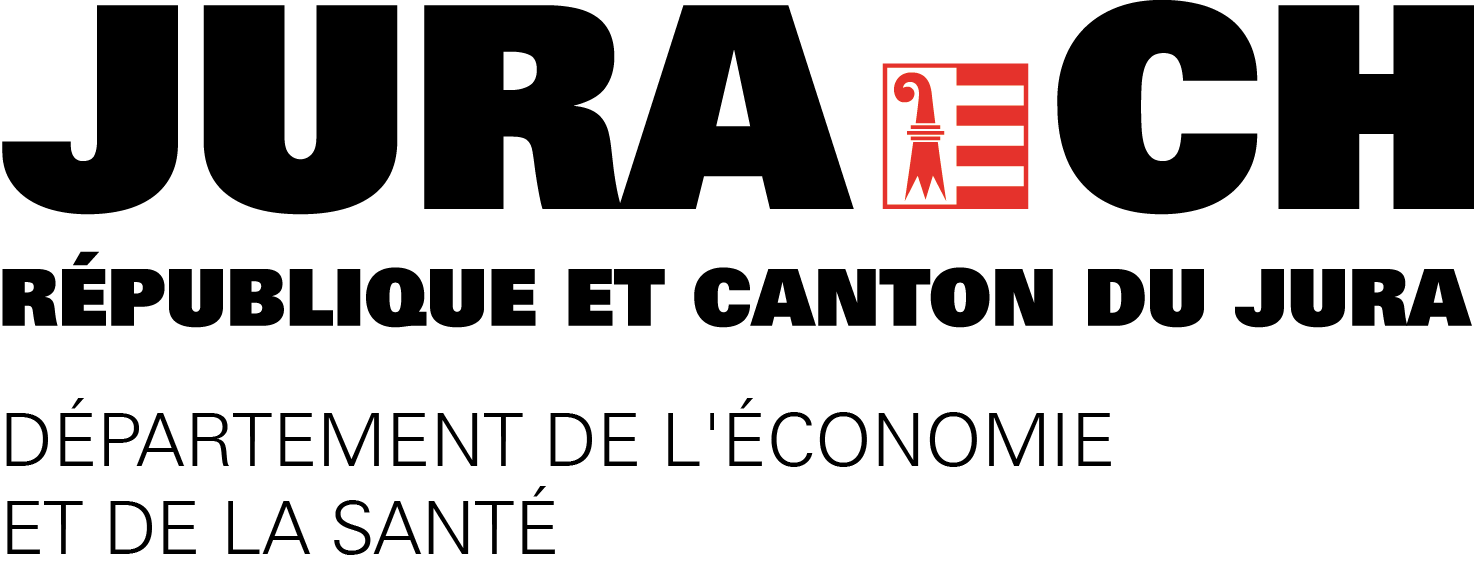 JURA CH
RÉPUBLIQUE ET CANTON DU JURA
DÉPARTEMENT DE L'ÉCONOMIE
ET DE LA SANTÉ